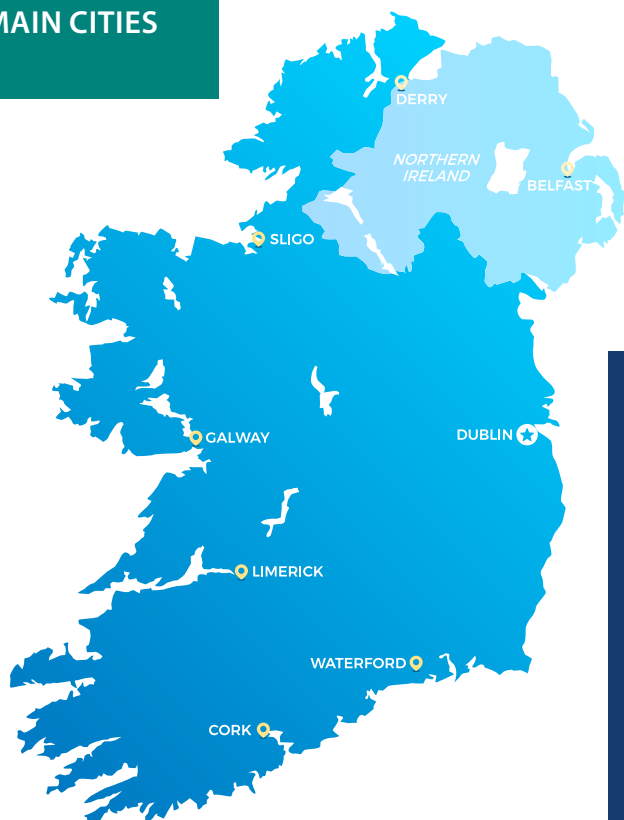 MAIN CITIES
DERRY
NORTHERN
IRELAND
BELFAST
SLIGO
GALWAY
DUBLIN
LIMERICK
WATERFORD
CORK